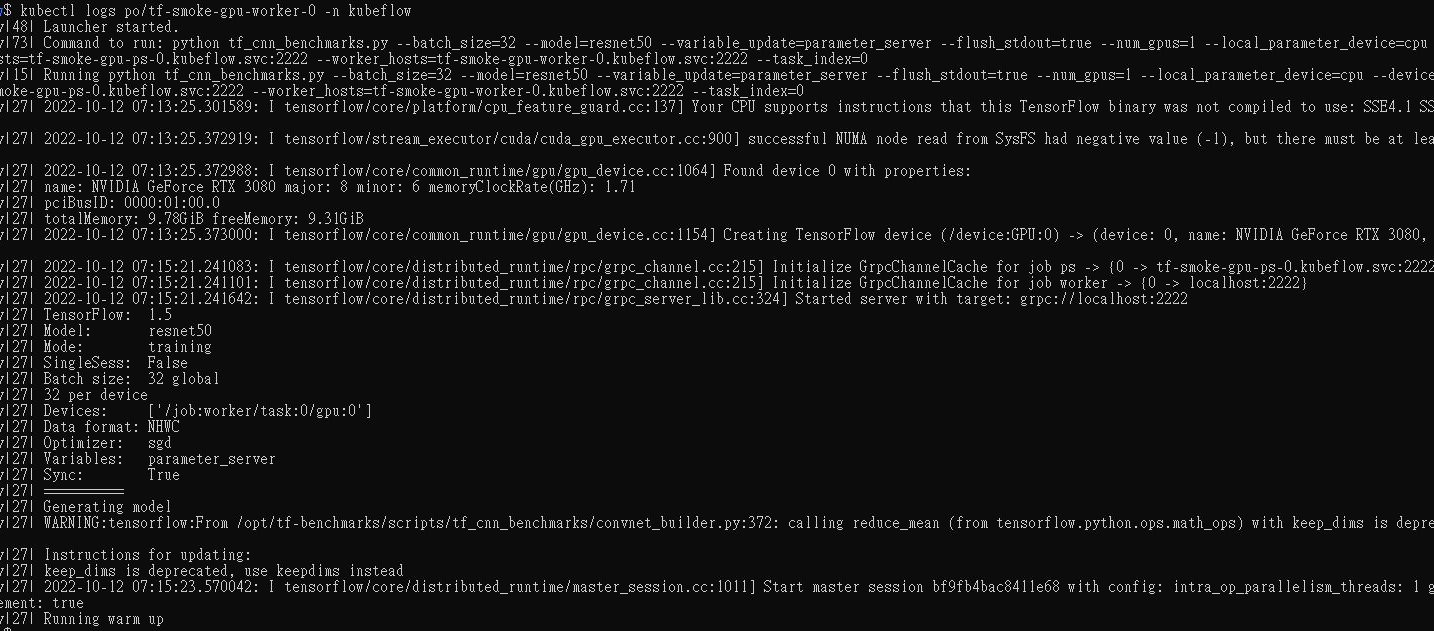 $ kubectl logs po/tf-smoke-gpu-worker-0 -n kubeflow
y|48| Launcher started.
y|73| Command to run: python tf_cnn_benchmarks.py --batch_size=32 --model=resnet50 --variable_update=parameter_server --flush_stdout=true --num_gpus=1 --local_parameter_device=cpu
sts=tf-smoke-gpu-ps-0.kubeflow.svc:2222 --worker_hosts=tf-smoke-gpu-worker-0.kubeflow.svc:2222 --task_index=0
y|15| Running python tf_cnn_benchmarks.py --batch_size=32 --model=resnet50 --variable_update=parameter_server --flush_stdout=true --num_gpus=1 --local_parameter_device=cpu --device
moke-gpu-ps-0.kubeflow.svc:2222 --worker_hosts=tf-smoke-gpu-worker-0.kubeflow.svc:2222 --task_index=0
y|27| 2022-10-12 07:13:25.301589: I tensorflow/core/platform/cpu_feature_guard.cc:137] Your CPU supports instructions that this TensorFlow binary was not compiled to use: SSE4.1 SS
y|27| 2022-10-12 07:13:25.372919: I tensorflow/stream_executor/cuda/cuda_gpu_executor.cc:900] successful NUMA node read from SysFS had negative value (-1), but there must be at lea
y|27| 2022-10-12 07:13:25.372988: I tensorflow/core/common_runtime/gpu/gpu_device.cc:1064] Found device 0 with properties:
y|27| name: NVIDIA GeForce RTX 3080 major: 8 minor: 6 memoryClockRate(GHz): 1.71
y|27| pciBusID: 0000:01:00.0
y|27| totalMemory: 9.78GiB freeMemory: 9.31GiB
y|27| 2022-10-12 07:13:25.373000: I tensorflow/core/common_runtime/gpu/gpu_device.cc:1154] Creating TensorFlow device (/device:GPU:0) -> (device: 0, name: NVIDIA GeForce RTX 3080,
y|27| 2022-10-12 07:15:21.241083: I tensorflow/core/distributed_runtime/rpc/grpc_channel.cc:215] Initialize GrpcChannelCache for job ps -> {0 -> tf-smoke-gpu-ps-0.kubeflow.svc:2222
y|27| 2022-10-12 07:15:21.241101: I tensorflow/core/distributed_runtime/rpc/grpc_channel.cc:215] Initialize GrpcChannelCache for job worker -> {0 -> localhost:2222}
y|27| 2022-10-12 07:15:21.241642: I tensorflow/core/distributed_runtime/rpc/grpc_server_lib.cc:324] Started server with target: grpc://localhost:2222
y|27| TensorFlow: 1.5
y|27| Model: resnet50
y|27| Mode: training
y|27| SingleSess: False
y|27| Batch size: 32 global
y|27| 32 per device
y|27| Devices: ['/job:worker/task:0/gpu:0']
y|27| Data format: NHWC
y|27| Optimizer: sgd
y|27| Variables: parameter_server
y|27| Sync: True
y|27| ==========
y|27| Generating model
y|27| WARNING:tensorflow:From /opt/tf-benchmarks/scripts/tf_cnn_benchmarks/convnet_builder.py:372: calling reduce_mean (from tensorflow.python.ops.math_ops) with keep_dims is depre
y|27| Instructions for updating:
y|27| keep_dims is deprecated, use keepdims instead
y|27| 2022-10-12 07:15:23.570042: I tensorflow/core/distributed_runtime/master_session.cc:1011] Start master session bf9fb4bac8411e68 with config: intra_op_parallelism_threads: 1 g
ement: true
y|27| Running warm up